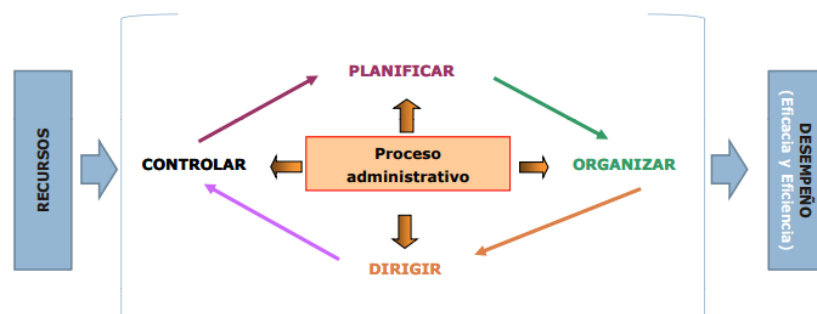 RECURSOS
PLANIFICAR
CONTROLAR
Proceso
administrativo
ORGANIZAR
DIRIGIR
DESEMPEÑO
(Eficacia y Eficiencia)